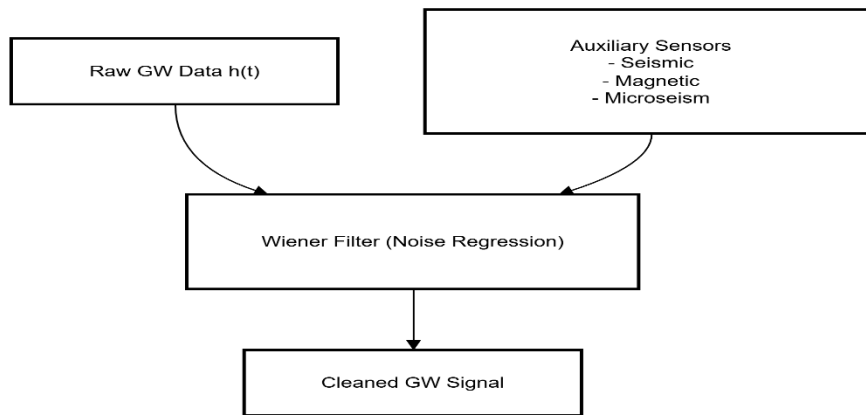 Raw GW Data h(t)
Auxiliary Sensors
- Seismic
- Magnetic
- Microseism
Wiener Filter (Noise Regression)
Cleaned GW Signal